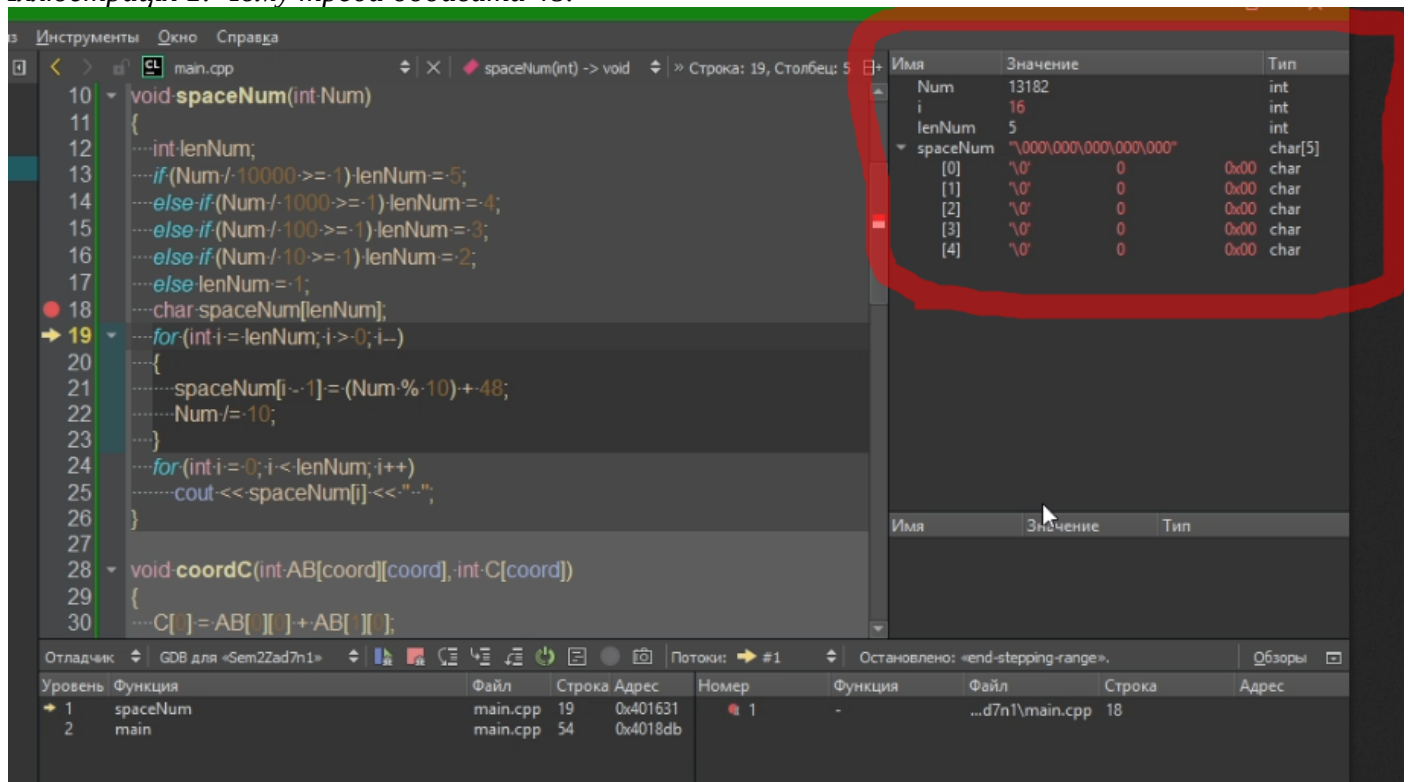 Инструменты Окно Справка
main.cpp
spaceNum(int) -> void
» Строка: 19, Столбец: 5
10 void spaceNum(int Num)
11 {
12 int lenNum;
13 if (Num / 10000 >= 1) lenNum = 5;
14 else if (Num / 1000 >= 1) lenNum = 4;
15 else if (Num / 100 >= 1) lenNum = 3;
16 else if (Num / 10 >= 1) lenNum = 2;
17 else lenNum = 1;
18 char spaceNum[lenNum];
19 for (int i = lenNum; i > 0; i--)
20 {
21 spaceNum[i - 1] = (Num % 10) + 48;
22 Num /= 10;
23 }
24 for (int i = 0; i < lenNum; i++)
25 cout << spaceNum[i] << "  ";
26 }
27
28 void coordC(int AB[coord][coord], int C[coord])
29 {
30 C[0] = AB[0][0] + AB[1][0];
Имя Значение Тип
Num 13182 int
i 16 int
lenNum 5 int
spaceNum "\000\000\000\000\000" char[5]
[0] '\0' 0 0x00 char
[1] '\0' 0 0x00 char
[2] '\0' 0 0x00 char
[3] '\0' 0 0x00 char
[4] '\0' 0 0x00 char
Имя Значение Тип
Отладчик GDB для «Sem2Zad7n1» Потоки: #1 Остановлено: «end-stepping-range». Обзоры
Уровень Функция Файл Строка Адрес
1 spaceNum main.cpp 19 0x401631
2 main main.cpp 54 0x4018db
Номер Функция Файл Строка Адрес
1 - ...d7n1\main.cpp 18